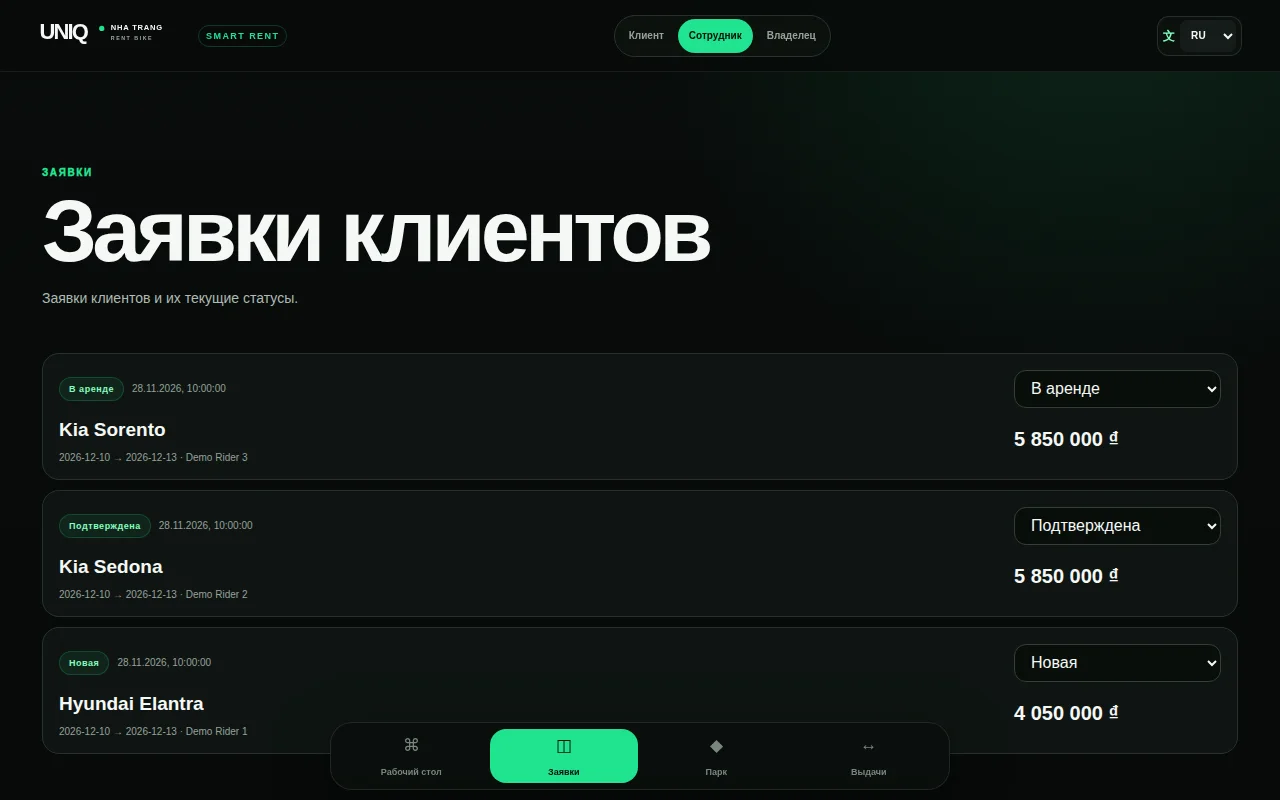 UNIQ NHA TRANG
RENT BIKE
SMART RENT
Клиент Сотрудник Владелец
文 RU
ЗАЯВКИ
Заявки клиентов
Заявки клиентов и их текущие статусы.
В аренде 28.11.2026, 10:00:00
В аренде
Kia Sorento
5 850 000 ₫
2026-12-10 → 2026-12-13 · Demo Rider 3
Подтверждена 28.11.2026, 10:00:00
Подтверждена
Kia Sedona
5 850 000 ₫
2026-12-10 → 2026-12-13 · Demo Rider 2
Новая 28.11.2026, 10:00:00
Новая
Hyundai Elantra
4 050 000 ₫
2026-12-10 → 2026-12-13 · Demo Rider 1
Рабочий стол Заявки Парк Выдачи